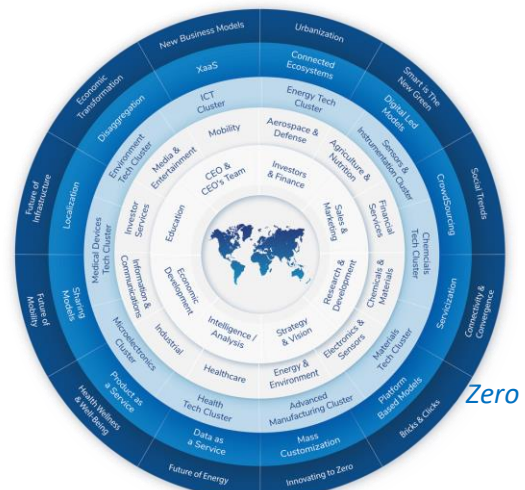 New Business Models
Urbanization
Smart is The
New Green
Social Trends
Connectivity &
Convergence
Bricks & Clicks
Innovating to Zero
Future of Energy
Health Wellness
& Well-Being
Future of
Mobility
Future of
Infrastructure
Economic
Transformation
XaaS
Connected
Ecosystems
Digital Led
Models
CrowdSourcing
Servicization
Platform
Based Models
Mass
Customization
Data as
a Service
Product as
a Service
Sharing
Models
Localization
Disaggregation
ICT
Cluster
Energy Tech
Cluster
Sensors &
Instrumentation Cluster
Chemcials
Tech Cluster
Materials
Tech Cluster
Advanced
Manufacturing Cluster
Health
Tech Cluster
Microelectronics
Cluster
Medical Devices
Tech Cluster
Environment
Tech Cluster
Mobility
Aerospace &
Defense
Agriculture &
Nutrition
Financial
Services
Chemicals &
Materials
Electronics &
Sensors
Energy &
Environment
Healthcare
Industrial
Information &
Communications
Investor
Services
Media &
Entertainment
CEO &
CEO's Team
Investors
& Finance
Sales &
Marketing
Research &
Development
Strategy
& Vision
Intelligence /
Analysis
Economic
Development
Education
Zero